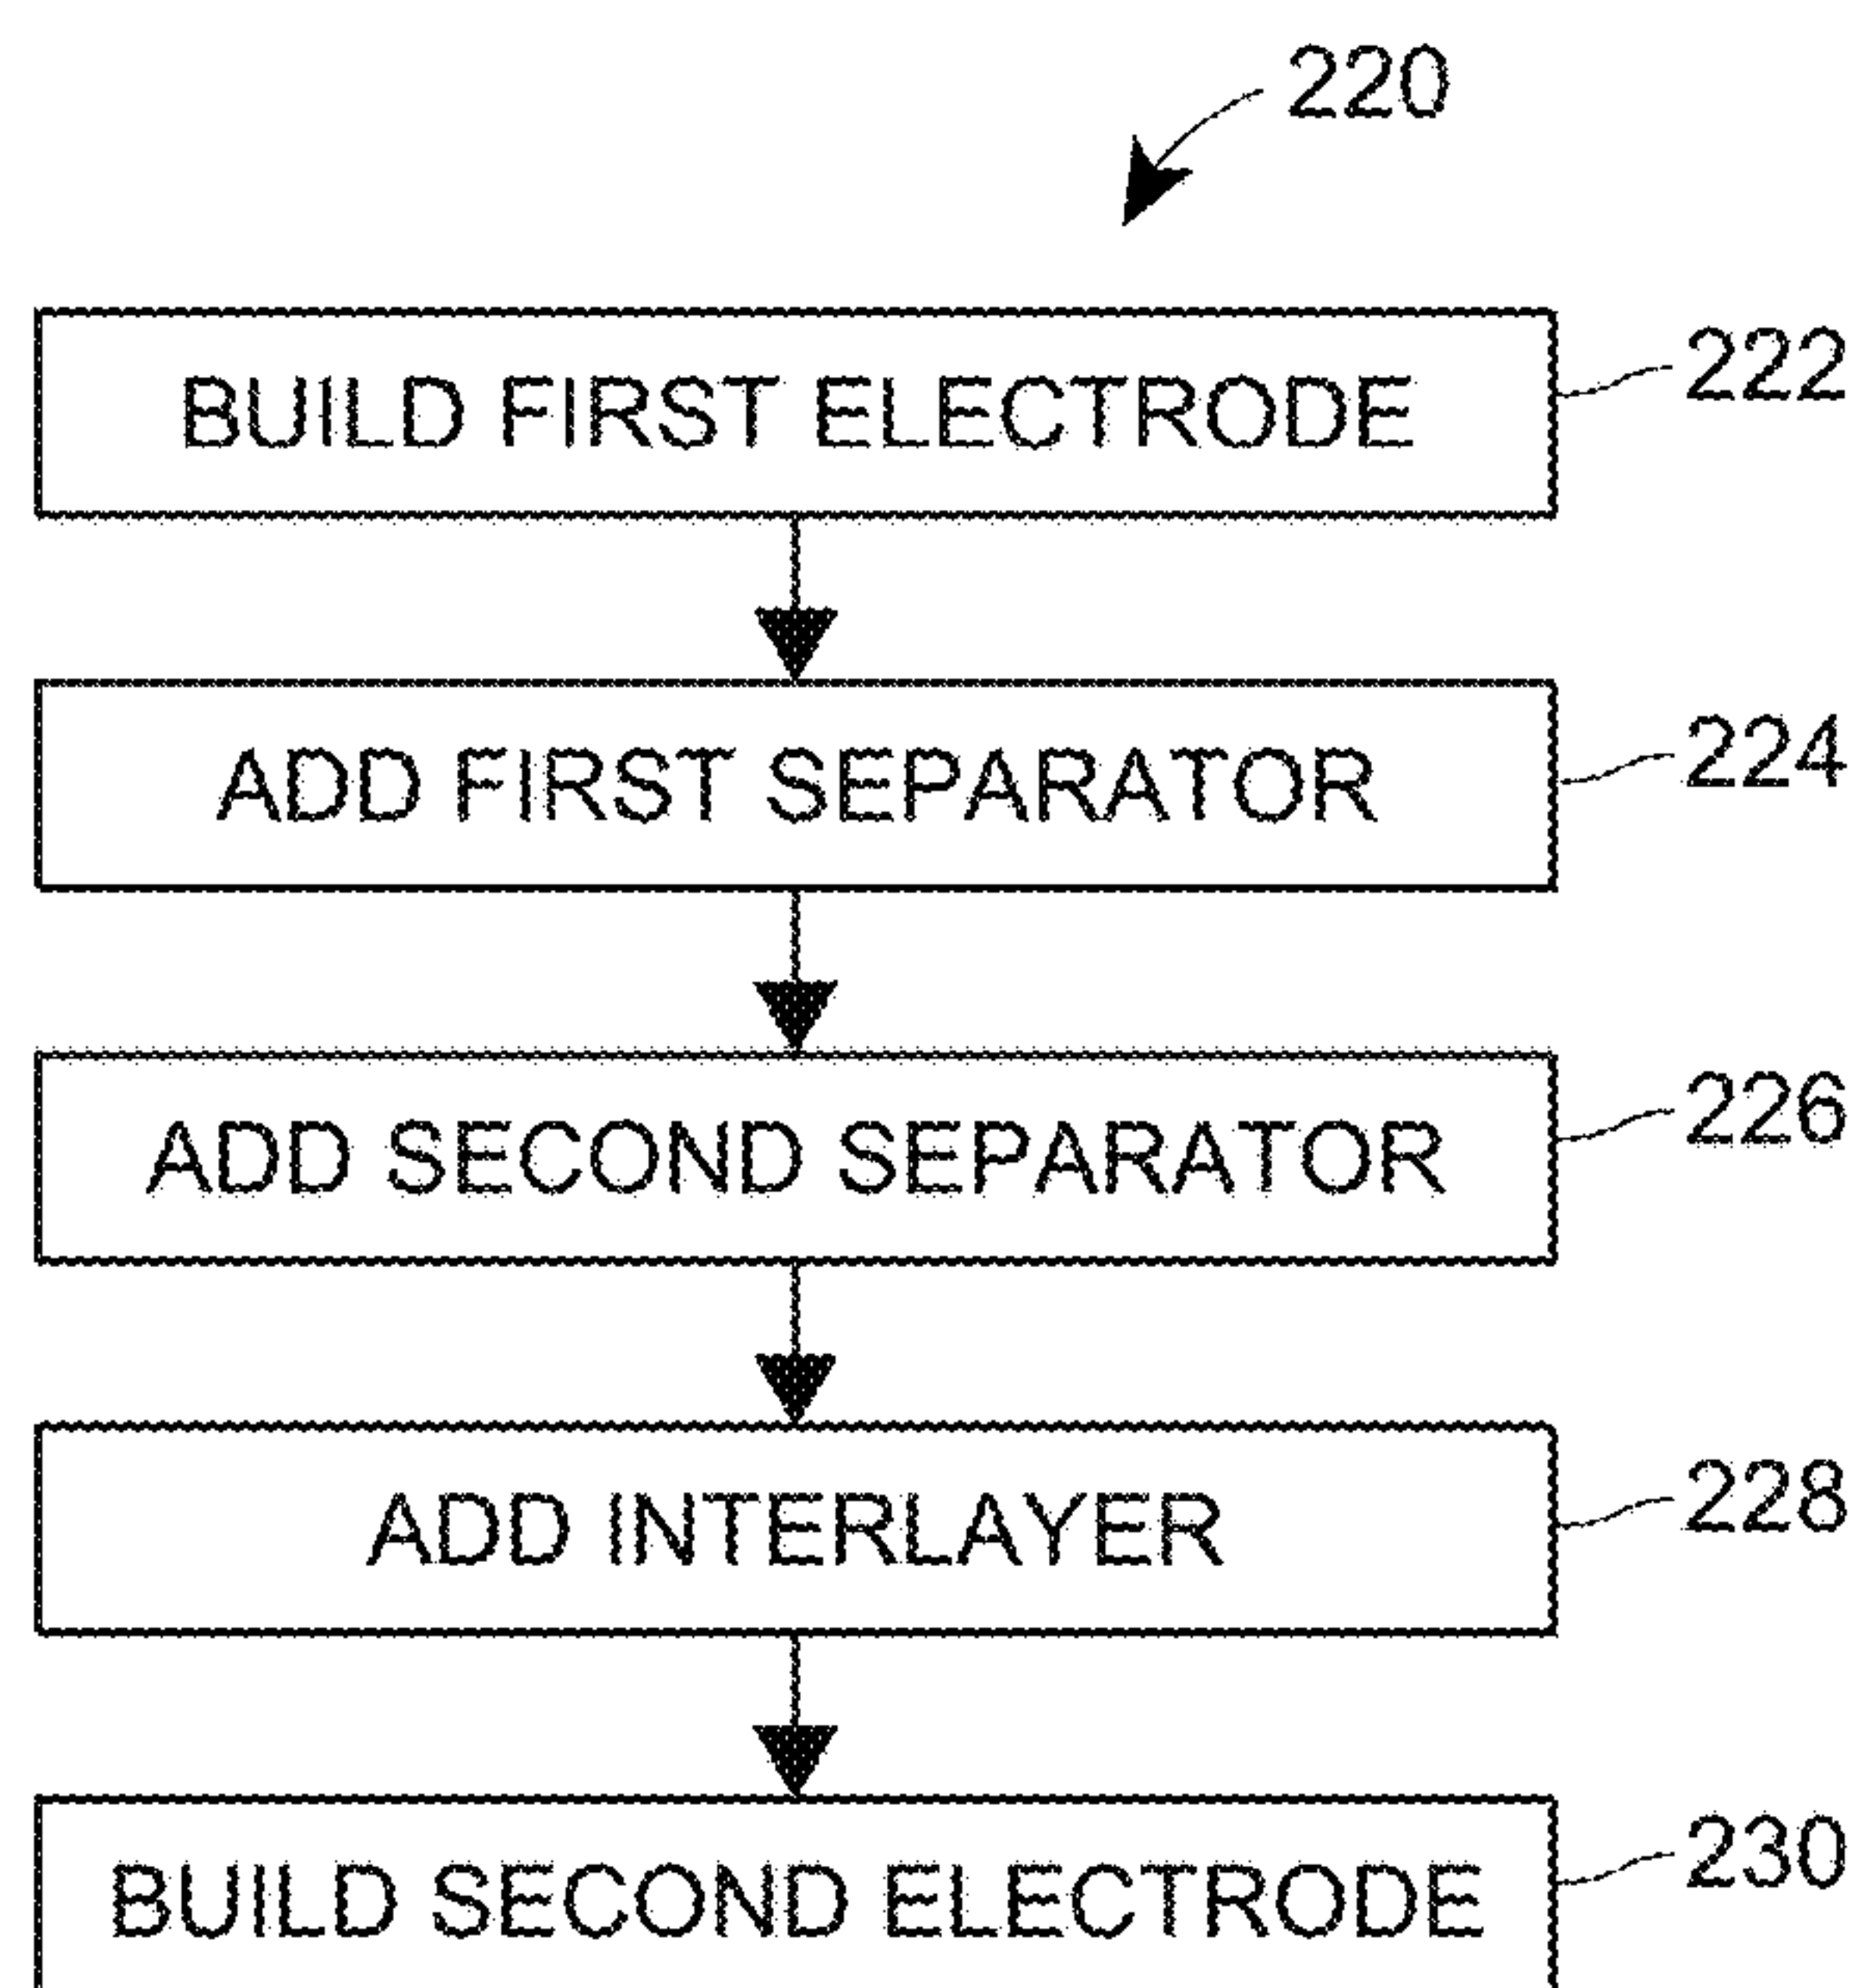 220
BUILD FIRST ELECTRODE
222
ADD FIRST SEPARATOR
224
ADD SECOND SEPARATOR
226
ADD INTERLAYER
228
BUILD SECOND ELECTRODE
230